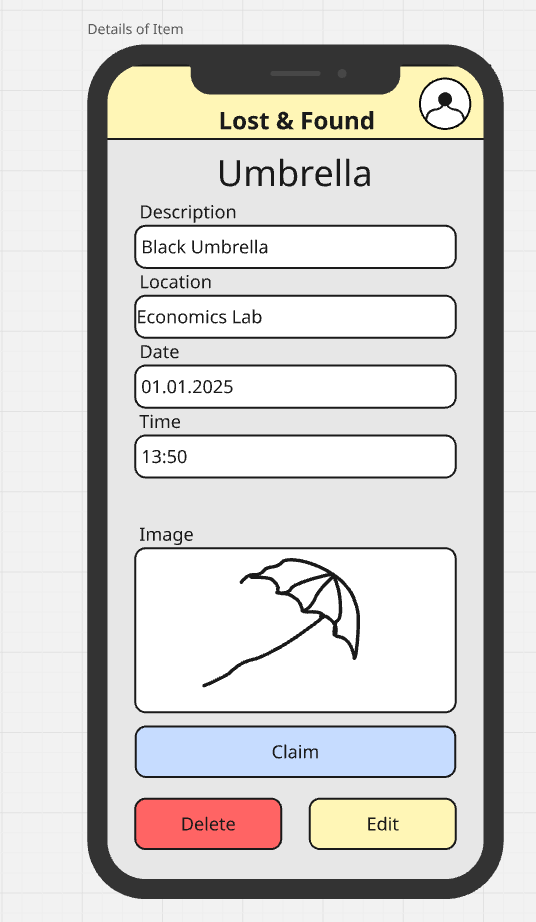 Details of Item
Lost & Found
Umbrella
Description
Black Umbrella
Location
Economics Lab
Date
01.01.2025
Time
13:50
Image
Claim
Delete
Edit